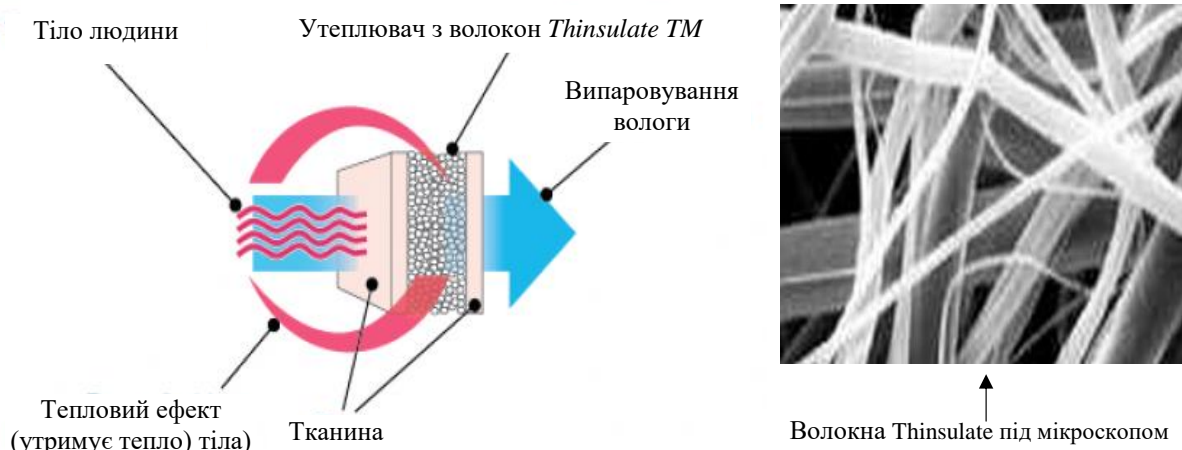 Тіло людини
Утеплювач з волокон Thinsulate TM
Випаровування
вологи
Тепловий ефект
(утримує тепло) тіла)
Тканина
Волокна Thinsulate під мікроскопом